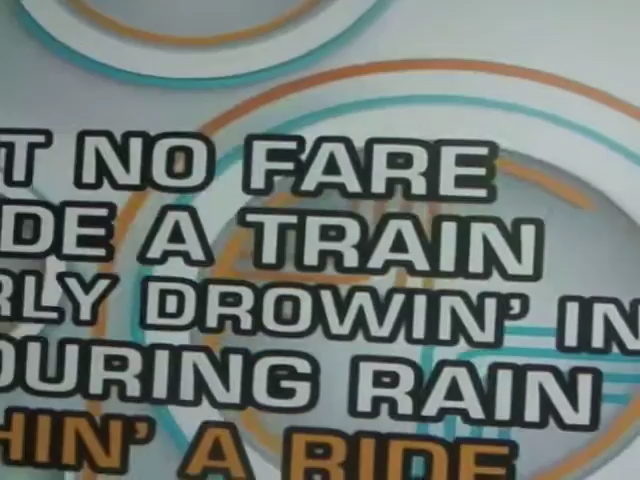 T NO FARE
DE A TRAIN
RLY DROWIN' IN
OURING RAIN
HIN' A RIDE